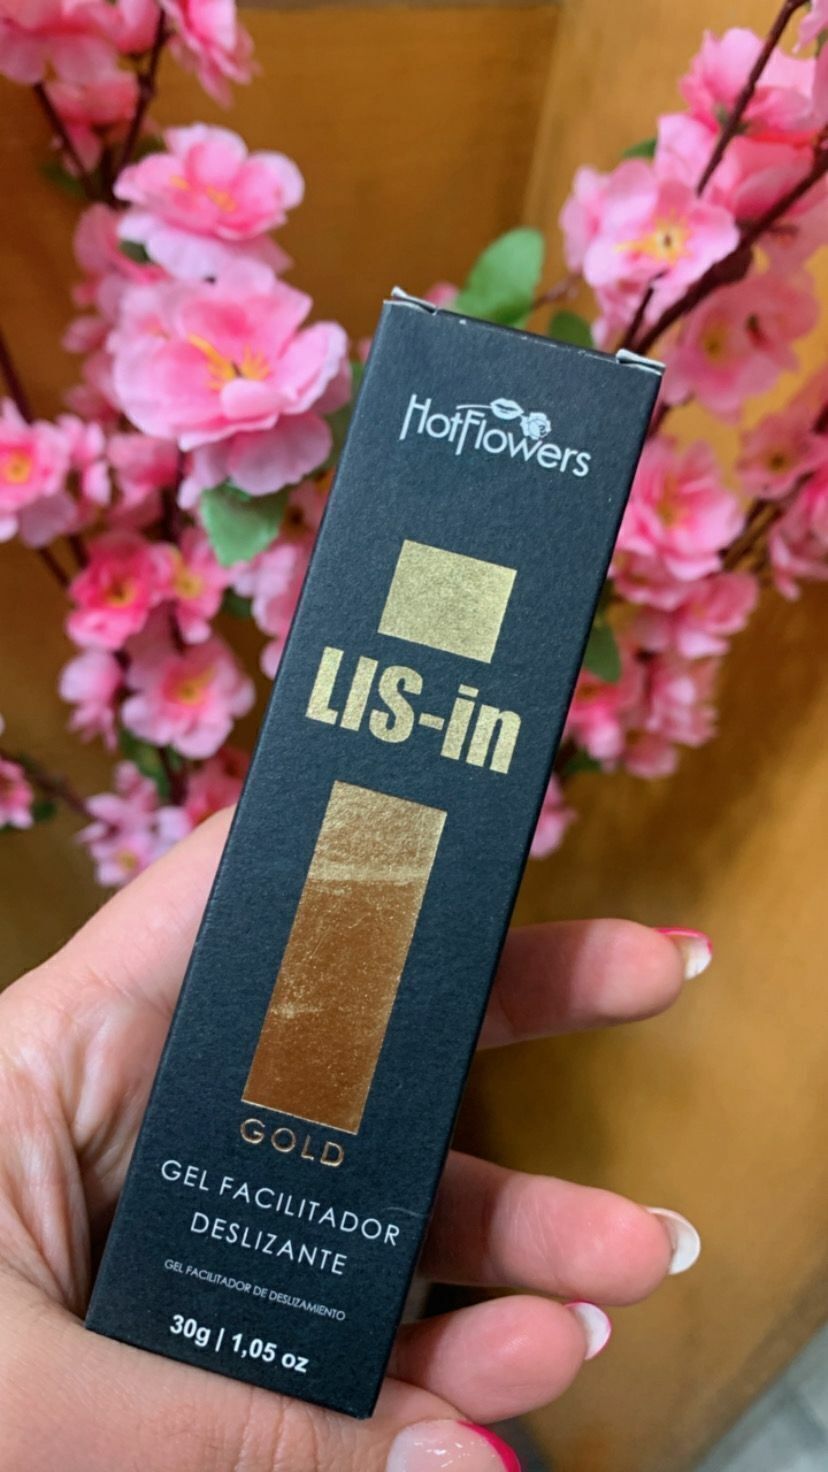 HotFlowers
LIS-in
GOLD
GEL FACILITADOR
DESLIZANTE
GEL FACILITADOR DE DESLIZAMIENTO
30g | 1,05 oz